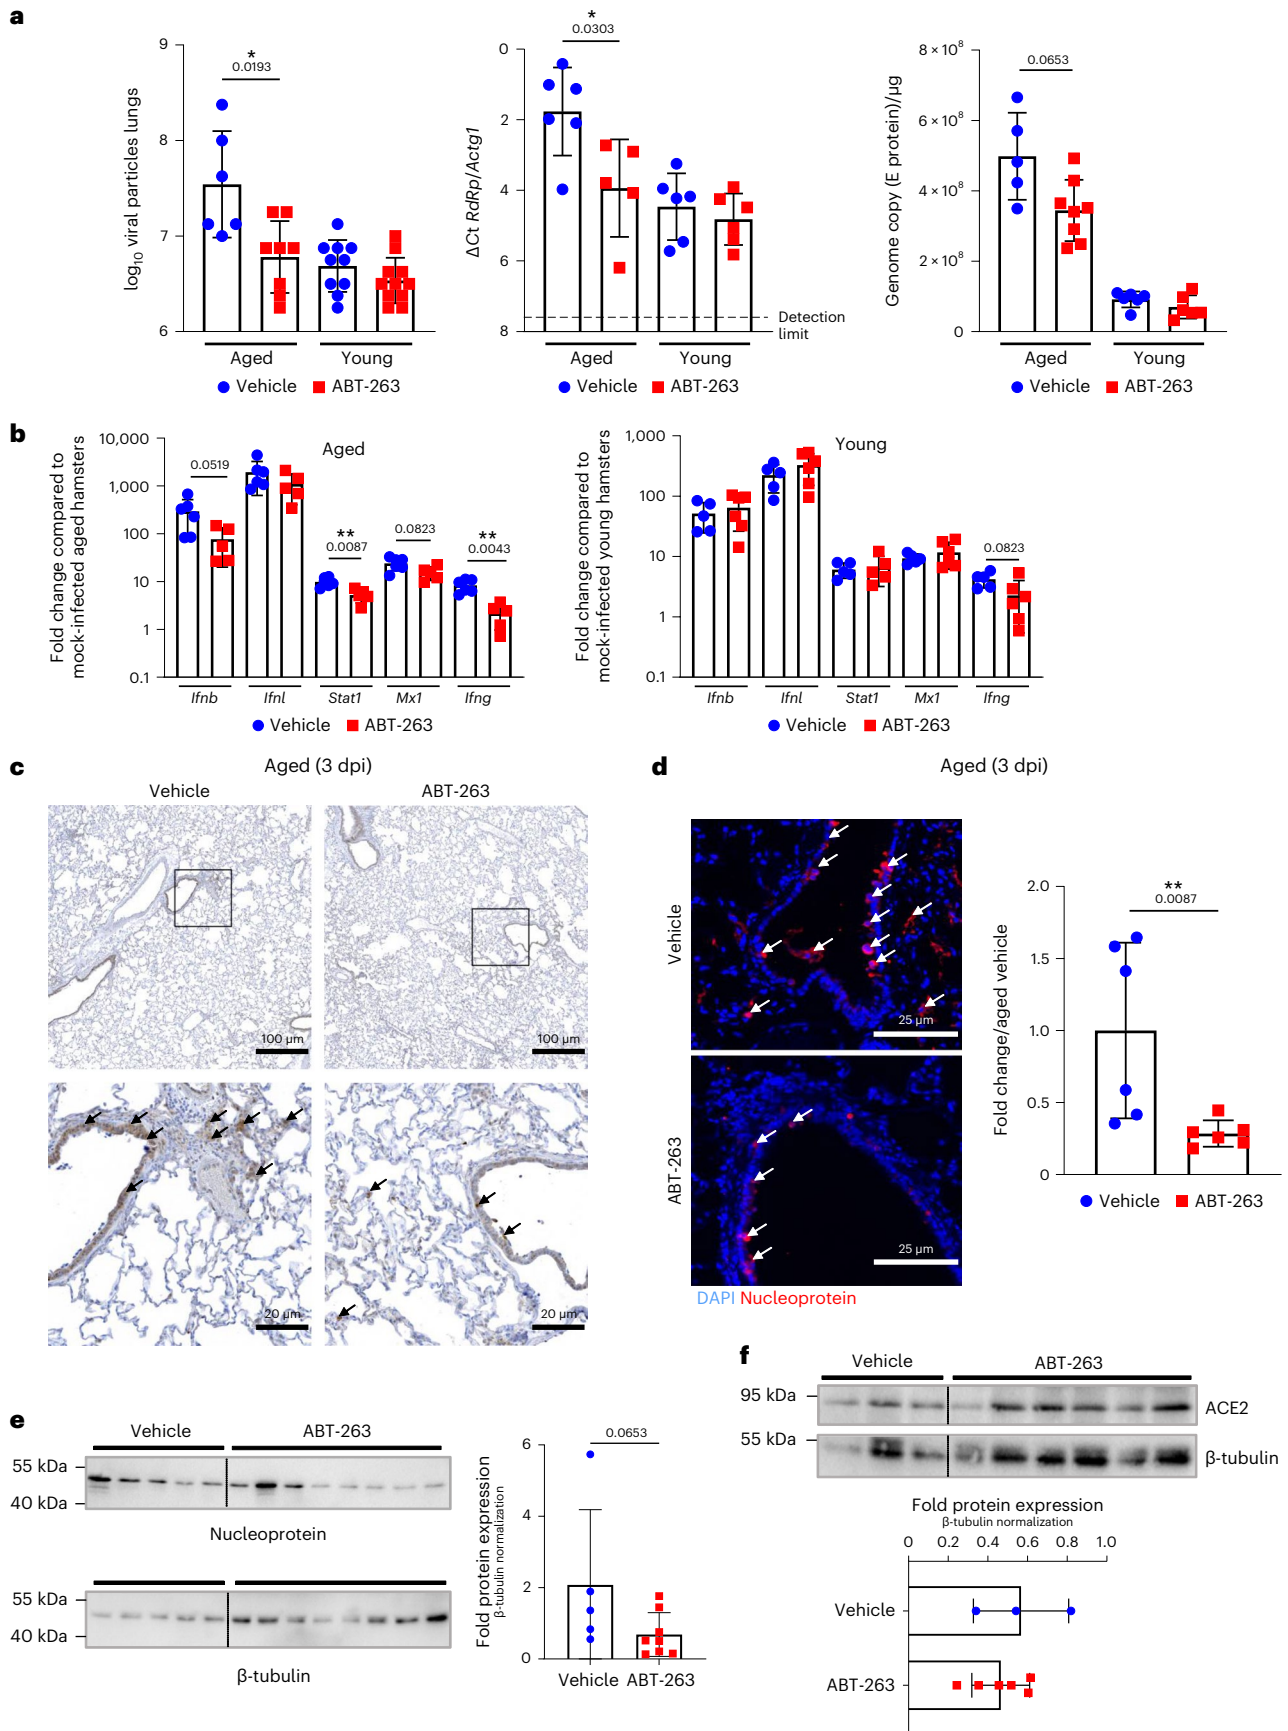 a
log10 viral particles lungs
9
8
7
6
*
0.0193
Aged
Young
Vehicle
ABT-263
ΔCt RdRp/Actg1
0
2
4
6
8
*
0.0303
Detection
limit
Aged
Young
Vehicle
ABT-263
Genome copy (E protein)/µg
8 × 10⁸
6 × 10⁸
4 × 10⁸
2 × 10⁸
0
0.0653
Aged
Young
Vehicle
ABT-263
b
Fold change compared to
mock-infected aged hamsters
10,000
1,000
100
10
1
0.1
Aged
0.0519
**
0.0087
0.0823
**
0.0043
Ifnb
Ifnl
Stat1
Mx1
Ifng
Vehicle
ABT-263
Fold change compared to
mock-infected young hamsters
1,000
100
10
1
0.1
Young
0.0823
Ifnb
Ifnl
Stat1
Mx1
Ifng
Vehicle
ABT-263
c
Aged (3 dpi)
Vehicle
ABT-263
100 µm
100 µm
20 µm
20 µm
d
Aged (3 dpi)
Vehicle
25 µm
ABT-263
25 µm
DAPI Nucleoprotein
Fold change/aged vehicle
2.0
1.5
1.0
0.5
0
**
0.0087
Vehicle
ABT-263
e
Vehicle
ABT-263
55 kDa
40 kDa
Nucleoprotein
55 kDa
40 kDa
β-tubulin
Fold protein expression
β-tubulin normalization
6
4
2
0
0.0653
Vehicle
ABT-263
f
Vehicle
ABT-263
95 kDa
ACE2
55 kDa
β-tubulin
Fold protein expression
β-tubulin normalization
0
0.2
0.4
0.6
0.8
1.0
Vehicle
ABT-263